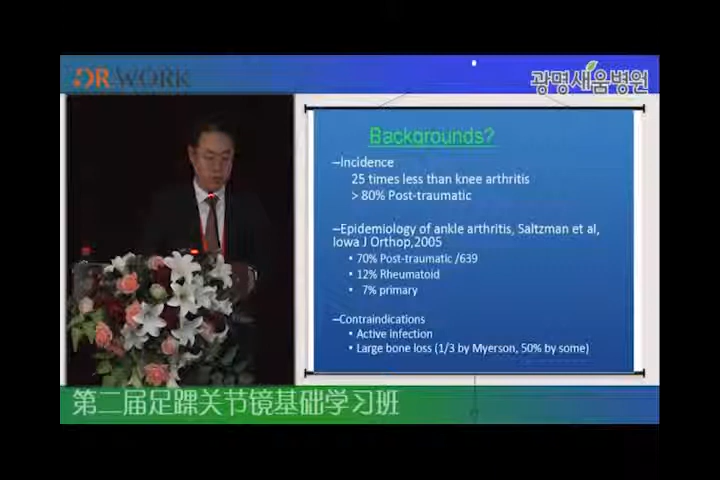 DR.WORK
광명새움병원
Backgrounds?
–Incidence
25 times less than knee arthritis
> 80% Post-traumatic
–Epidemiology of ankle arthritis, Saltzman et al,
Iowa J Orthop,2005
• 70% Post-traumatic /639
• 12% Rheumatoid
• 7% primary
–Contraindications
• Active infection
• Large bone loss (1/3 by Myerson, 50% by some)
第二届足踝关节镜基础学习班